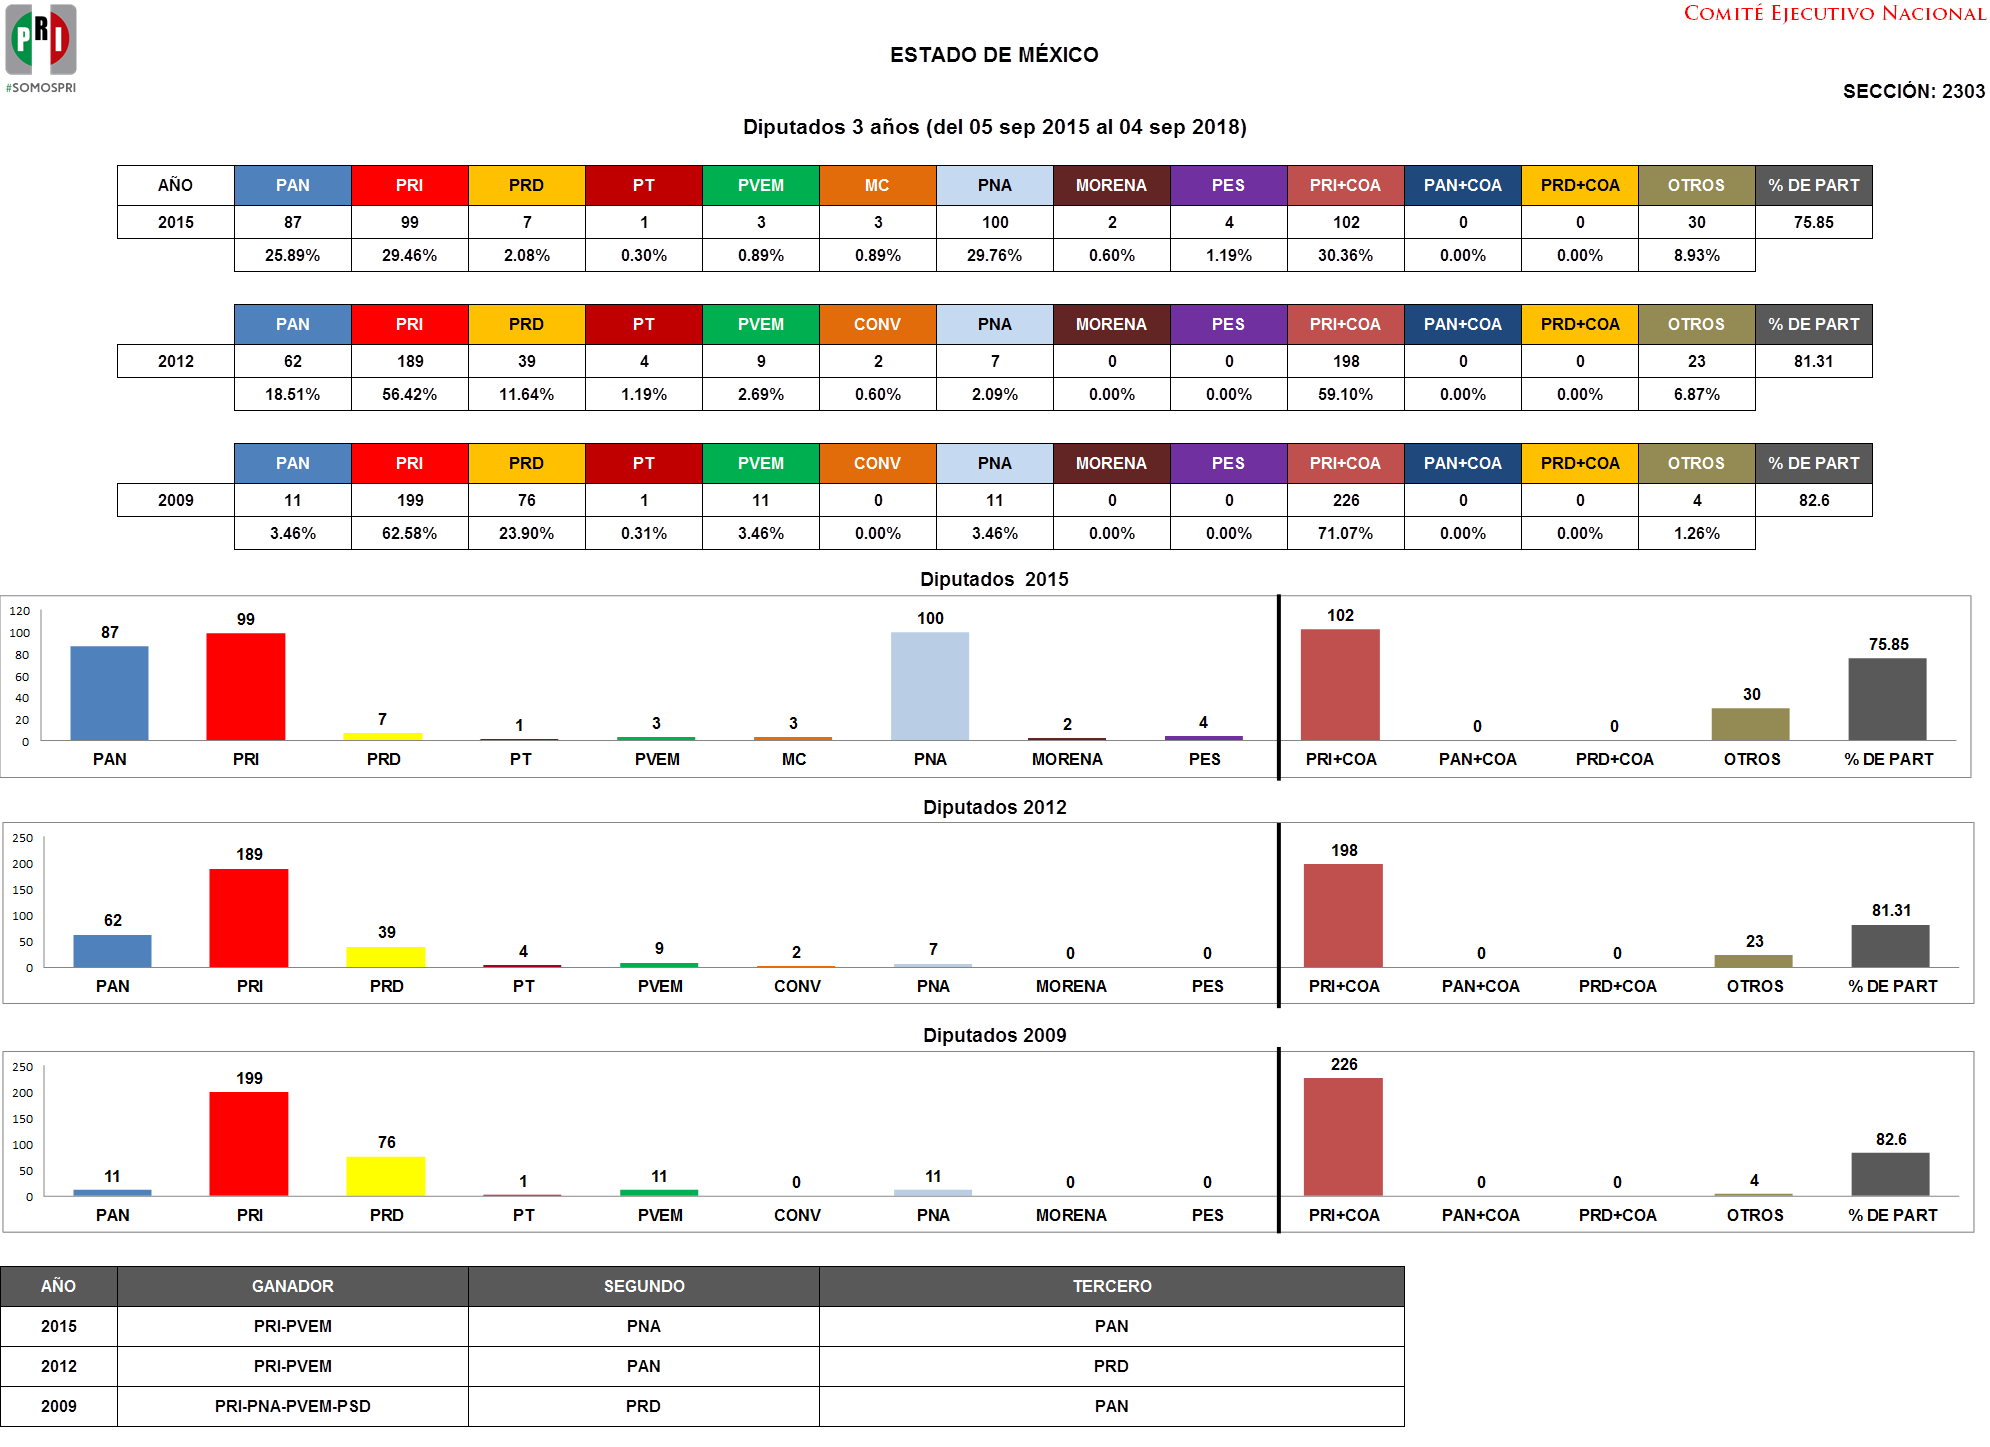 PRI
#SOMOSPRI
COMITÉ EJECUTIVO NACIONAL
ESTADO DE MÉXICO
SECCIÓN: 2303
Diputados 3 años (del 05 sep 2015 al 04 sep 2018)
AÑO PAN PRI PRD PT PVEM MC PNA MORENA PES PRI+COA PAN+COA PRD+COA OTROS % DE PART
2015 87 99 7 1 3 3 100 2 4 102 0 0 30 75.85
25.89% 29.46% 2.08% 0.30% 0.89% 0.89% 29.76% 0.60% 1.19% 30.36% 0.00% 0.00% 8.93%
PAN PRI PRD PT PVEM CONV PNA MORENA PES PRI+COA PAN+COA PRD+COA OTROS % DE PART
2012 62 189 39 4 9 2 7 0 0 198 0 0 23 81.31
18.51% 56.42% 11.64% 1.19% 2.69% 0.60% 2.09% 0.00% 0.00% 59.10% 0.00% 0.00% 6.87%
PAN PRI PRD PT PVEM CONV PNA MORENA PES PRI+COA PAN+COA PRD+COA OTROS % DE PART
2009 11 199 76 1 11 0 11 0 0 226 0 0 4 82.6
3.46% 62.58% 23.90% 0.31% 3.46% 0.00% 3.46% 0.00% 0.00% 71.07% 0.00% 0.00% 1.26%
Diputados 2015
120
100
80
60
40
20
0
87 99 7 1 3 3 100 2 4 102 0 0 30 75.85
PAN PRI PRD PT PVEM MC PNA MORENA PES PRI+COA PAN+COA PRD+COA OTROS % DE PART
Diputados 2012
250
200
150
100
50
0
62 189 39 4 9 2 7 0 0 198 0 0 23 81.31
PAN PRI PRD PT PVEM CONV PNA MORENA PES PRI+COA PAN+COA PRD+COA OTROS % DE PART
Diputados 2009
250
200
150
100
50
0
11 199 76 1 11 0 11 0 0 226 0 0 4 82.6
PAN PRI PRD PT PVEM CONV PNA MORENA PES PRI+COA PAN+COA PRD+COA OTROS % DE PART
AÑO GANADOR SEGUNDO TERCERO
2015 PRI-PVEM PNA PAN
2012 PRI-PVEM PAN PRD
2009 PRI-PNA-PVEM-PSD PRD PAN